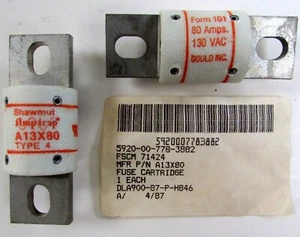 Form 101
80 Amps.
130 VAC
GOULD INC.
Shawmut
Amptrap
A13X80
TYPE 4
5920007783882
5920-00-778-3882
FSCM 71424
MFR P/N A13X80
FUSE CARTRIDGE
1 EACH
DLA900-87-P-H846
A/ 4/87